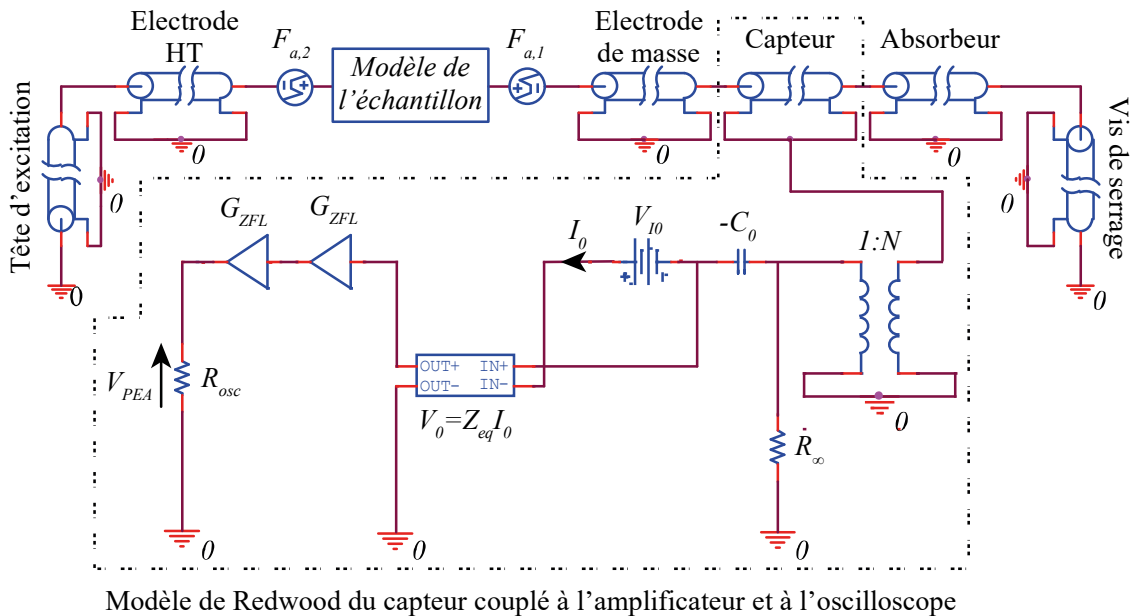 Electrode
HT
F_{a,2}
Modèle de
l'échantillon
F_{a,1}
Electrode
de masse
Capteur
Absorbeur
Tête d'excitation
Vis de serrage
0
0
0
0
0
0
0
0
G_{ZFL}
G_{ZFL}
I_0
V_{I0}
-C_0
1:N
OUT+
OUT-
IN+
IN-
V_0=Z_{eq}I_0
V_{PEA}
R_{osc}
R_∞
0
0
0
0
Modèle de Redwood du capteur couplé à l'amplificateur et à l'oscilloscope